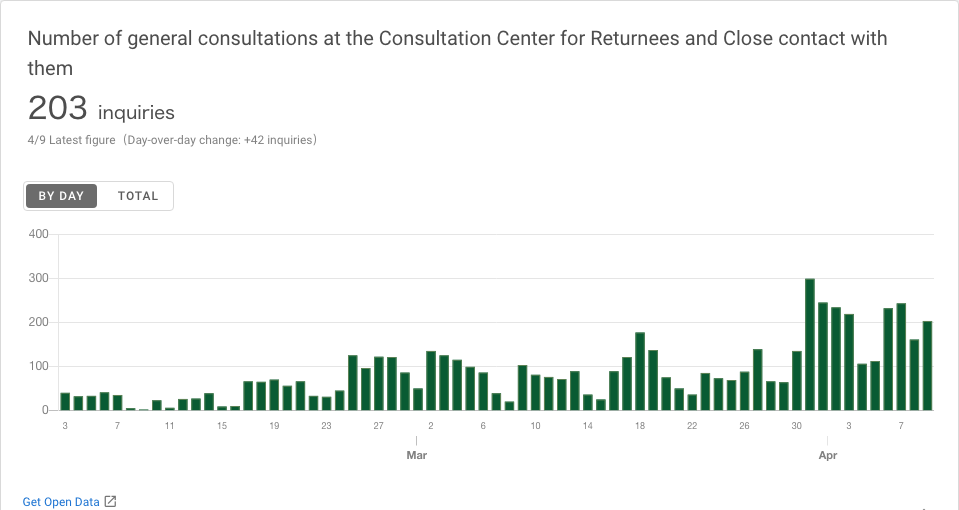 Number of general consultations at the Consultation Center for Returnees and Close contact with
them
203 inquiries
4/9 Latest figure (Day-over-day change: +42 inquiries)
BY DAY TOTAL
400
300
200
100
0
3 7 11 15 19 23 27 2 6 10 14 18 22 26 30 3 7
Mar Apr
Get Open Data